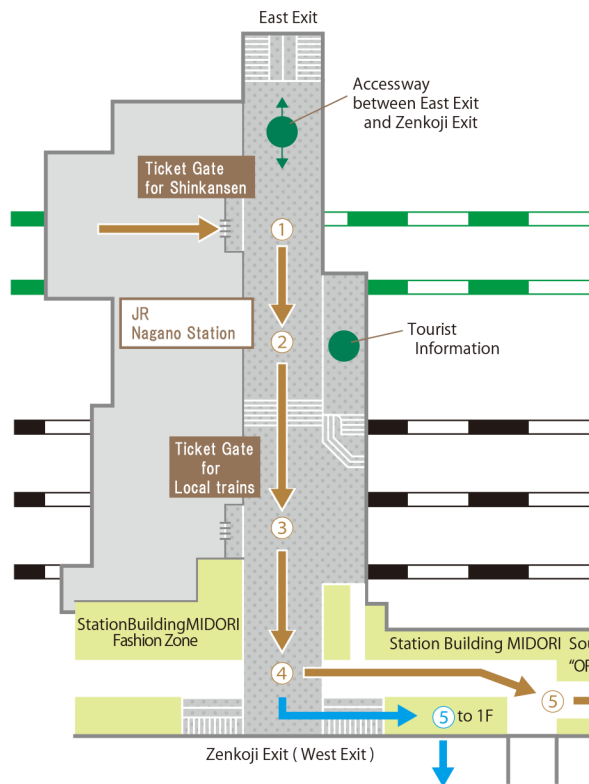 East Exit
Accessway
between East Exit
and Zenkoji Exit
Ticket Gate
for Shinkansen
1
JR
Nagano Station
2
Tourist
Information
Ticket Gate
for
Local trains
3
StationBuildingMIDORI
Fashion Zone
Station Building MIDORI Sou
"OR
4
5
5 to 1F
Zenkoji Exit ( West Exit )